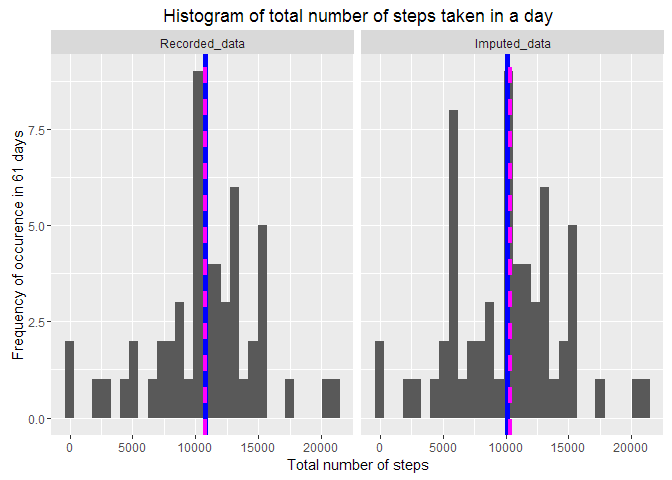 Histogram of total number of steps taken in a day
Recorded_data
Imputed_data
Frequency of occurence in 61 days
7.5
5.0
2.5
0.0
0 5000 10000 15000 20000
0 5000 10000 15000 20000
Total number of steps